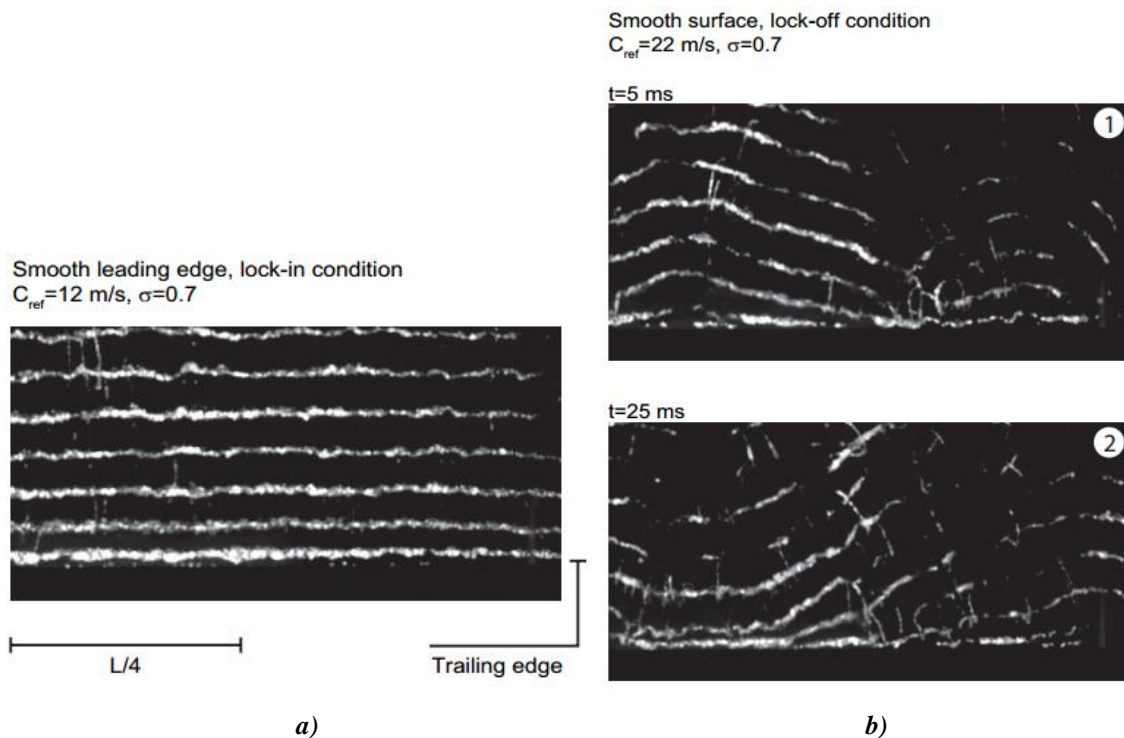 Smooth leading edge, lock-in condition
C_ref=12 m/s, σ=0.7
L/4
Trailing edge
a)
Smooth surface, lock-off condition
C_ref=22 m/s, σ=0.7
t=5 ms
1
t=25 ms
2
b)